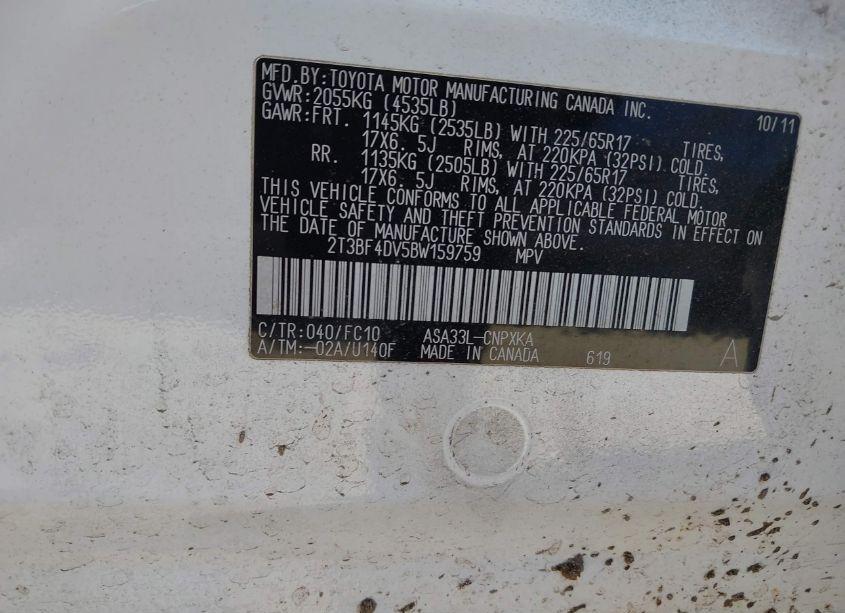 MFD.BY:TOYOTA MOTOR MANUFACTURING CANADA INC.
GVWR:2055KG (4535LB) 10/11
GAWR:FRT. 1145KG (2535LB) WITH 225/65R17 TIRES,
17X6. 5J RIMS, AT 220KPA (32PSI) COLD.
RR. 1135KG (2505LB) WITH 225/65R17 TIRES,
17X6. 5J RIMS, AT 220KPA (32PSI) COLD.
THIS VEHICLE CONFORMS TO ALL APPLICABLE FEDERAL MOTOR
VEHICLE SAFETY AND THEFT PREVENTION STANDARDS IN EFFECT ON
THE DATE OF MANUFACTURE SHOWN ABOVE.
2T3BF4DV5BW159759 MPV
C/TR:040/FC10 ASA33L-CNPXKA
A/TM:-02A/U140F MADE IN CANADA 619 A